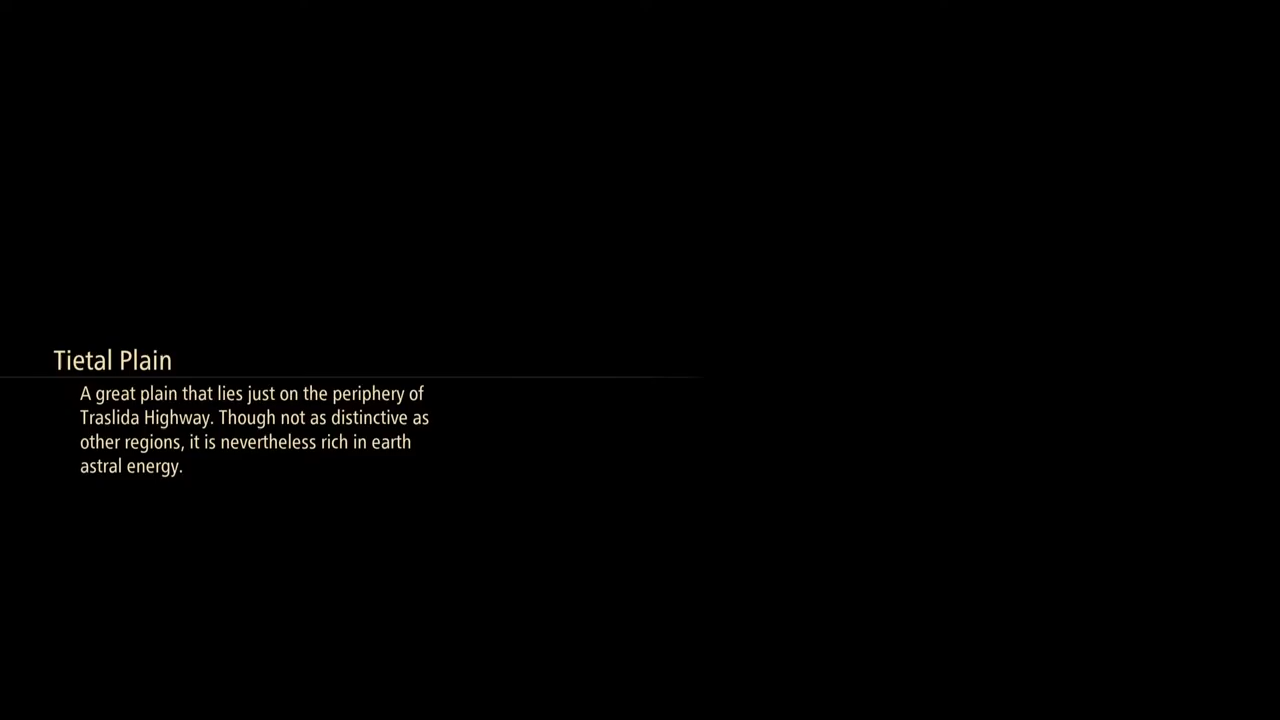 Tietal Plain
A great plain that lies just on the periphery of
Traslida Highway. Though not as distinctive as
other regions, it is nevertheless rich in earth
astral energy.